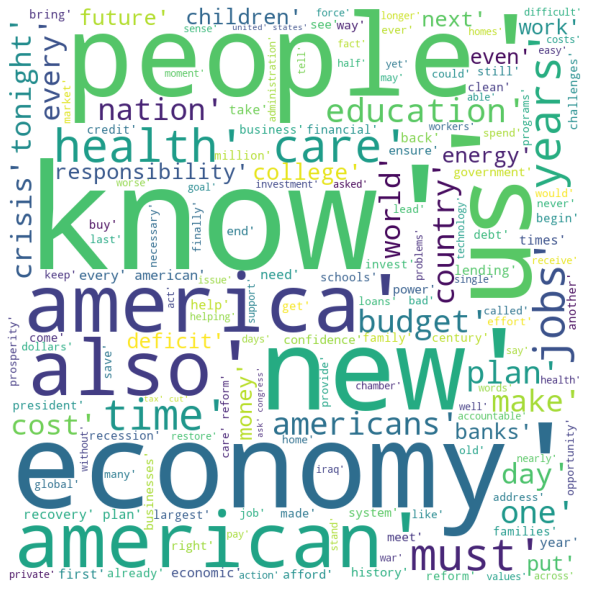 people'
know'
us'
america'
also'
new'
economy'
american'
must'
health'
care'
nation'
education'
years'
jobs'
time'
cost'
budget'
plan'
one'
day'
make'
americans'
banks'
world'
country'
energy'
college'
responsibility'
crisis'
tonight'
every'
future'
children'
next'
work'
even'
put'
money'
deficit'
help'
bring'
force'
longer'
difficult'
sense'
united'
states'
ever'
homes'
costs'
see'
way'
easy'
tell'
fact'
moment'
administration'
half'
yet'
may'
could'
still'
clean'
able'
programs'
challenges'
market'
take'
credit'
business'
financial'
back'
workers'
spend'
million'
ensure'
government'
worse'
goal'
investment'
asked'
lead'
debt'
would'
never'
begin'
technology'
problems'
times'
buy'
last'
necessary'
finally'
end'
invest'
lending'
single'
receive'
another'
keep'
every'
american'
issue'
need'
schools'
power'
called'
effort'
act'
support'
loans'
bad'
helping'
get'
family'
century'
say'
come'
prosperity'
dollars'
save'
days'
confidence'
provide'
health'
president'
tax'
cut'
care'
reform'
ask'
congress'
chamber'
words'
well'
accountable'
opportunity'
without'
recession'
restore'
home'
old'
nearly'
global'
many'
businesses'
iraq'
address'
recovery'
plan'
largest'
job'
made'
system'
like'
families'
right'
pay'
stand'
meet'
war'
year'
private'
first'
already'
economic'
action'
afford'
history'
reform'
values'
across'